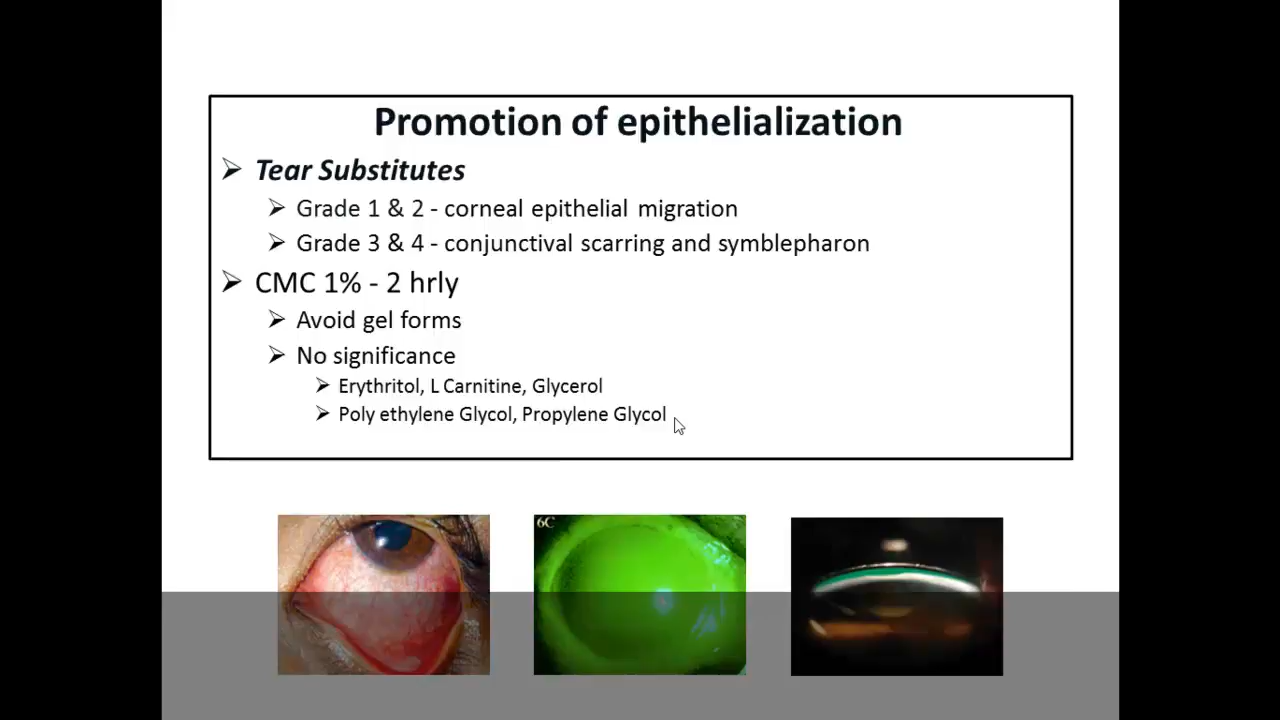 Promotion of epithelialization
Tear Substitutes
Grade 1 & 2 - corneal epithelial migration
Grade 3 & 4 - conjunctival scarring and symblepharon
CMC 1% - 2 hrly
Avoid gel forms
No significance
Erythritol, L Carnitine, Glycerol
Poly ethylene Glycol, Propylene Glycol
6C